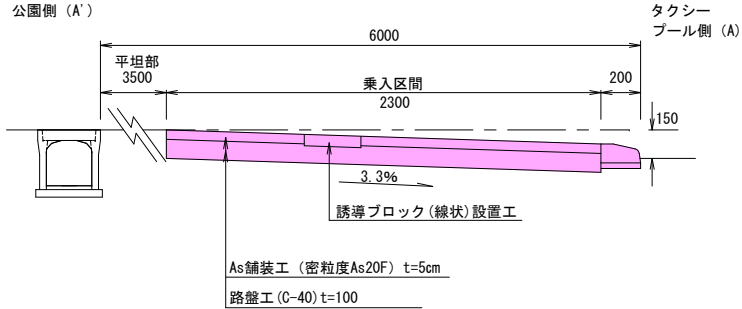 公園側（A'）
タクシー
プール側（A）
6000
平坦部
3500
乗入区間
2300
200
150
3.3%
誘導ブロック(線状)設置工
As舗装工（密粒度As20F）t=5cm
路盤工(C-40)t=100